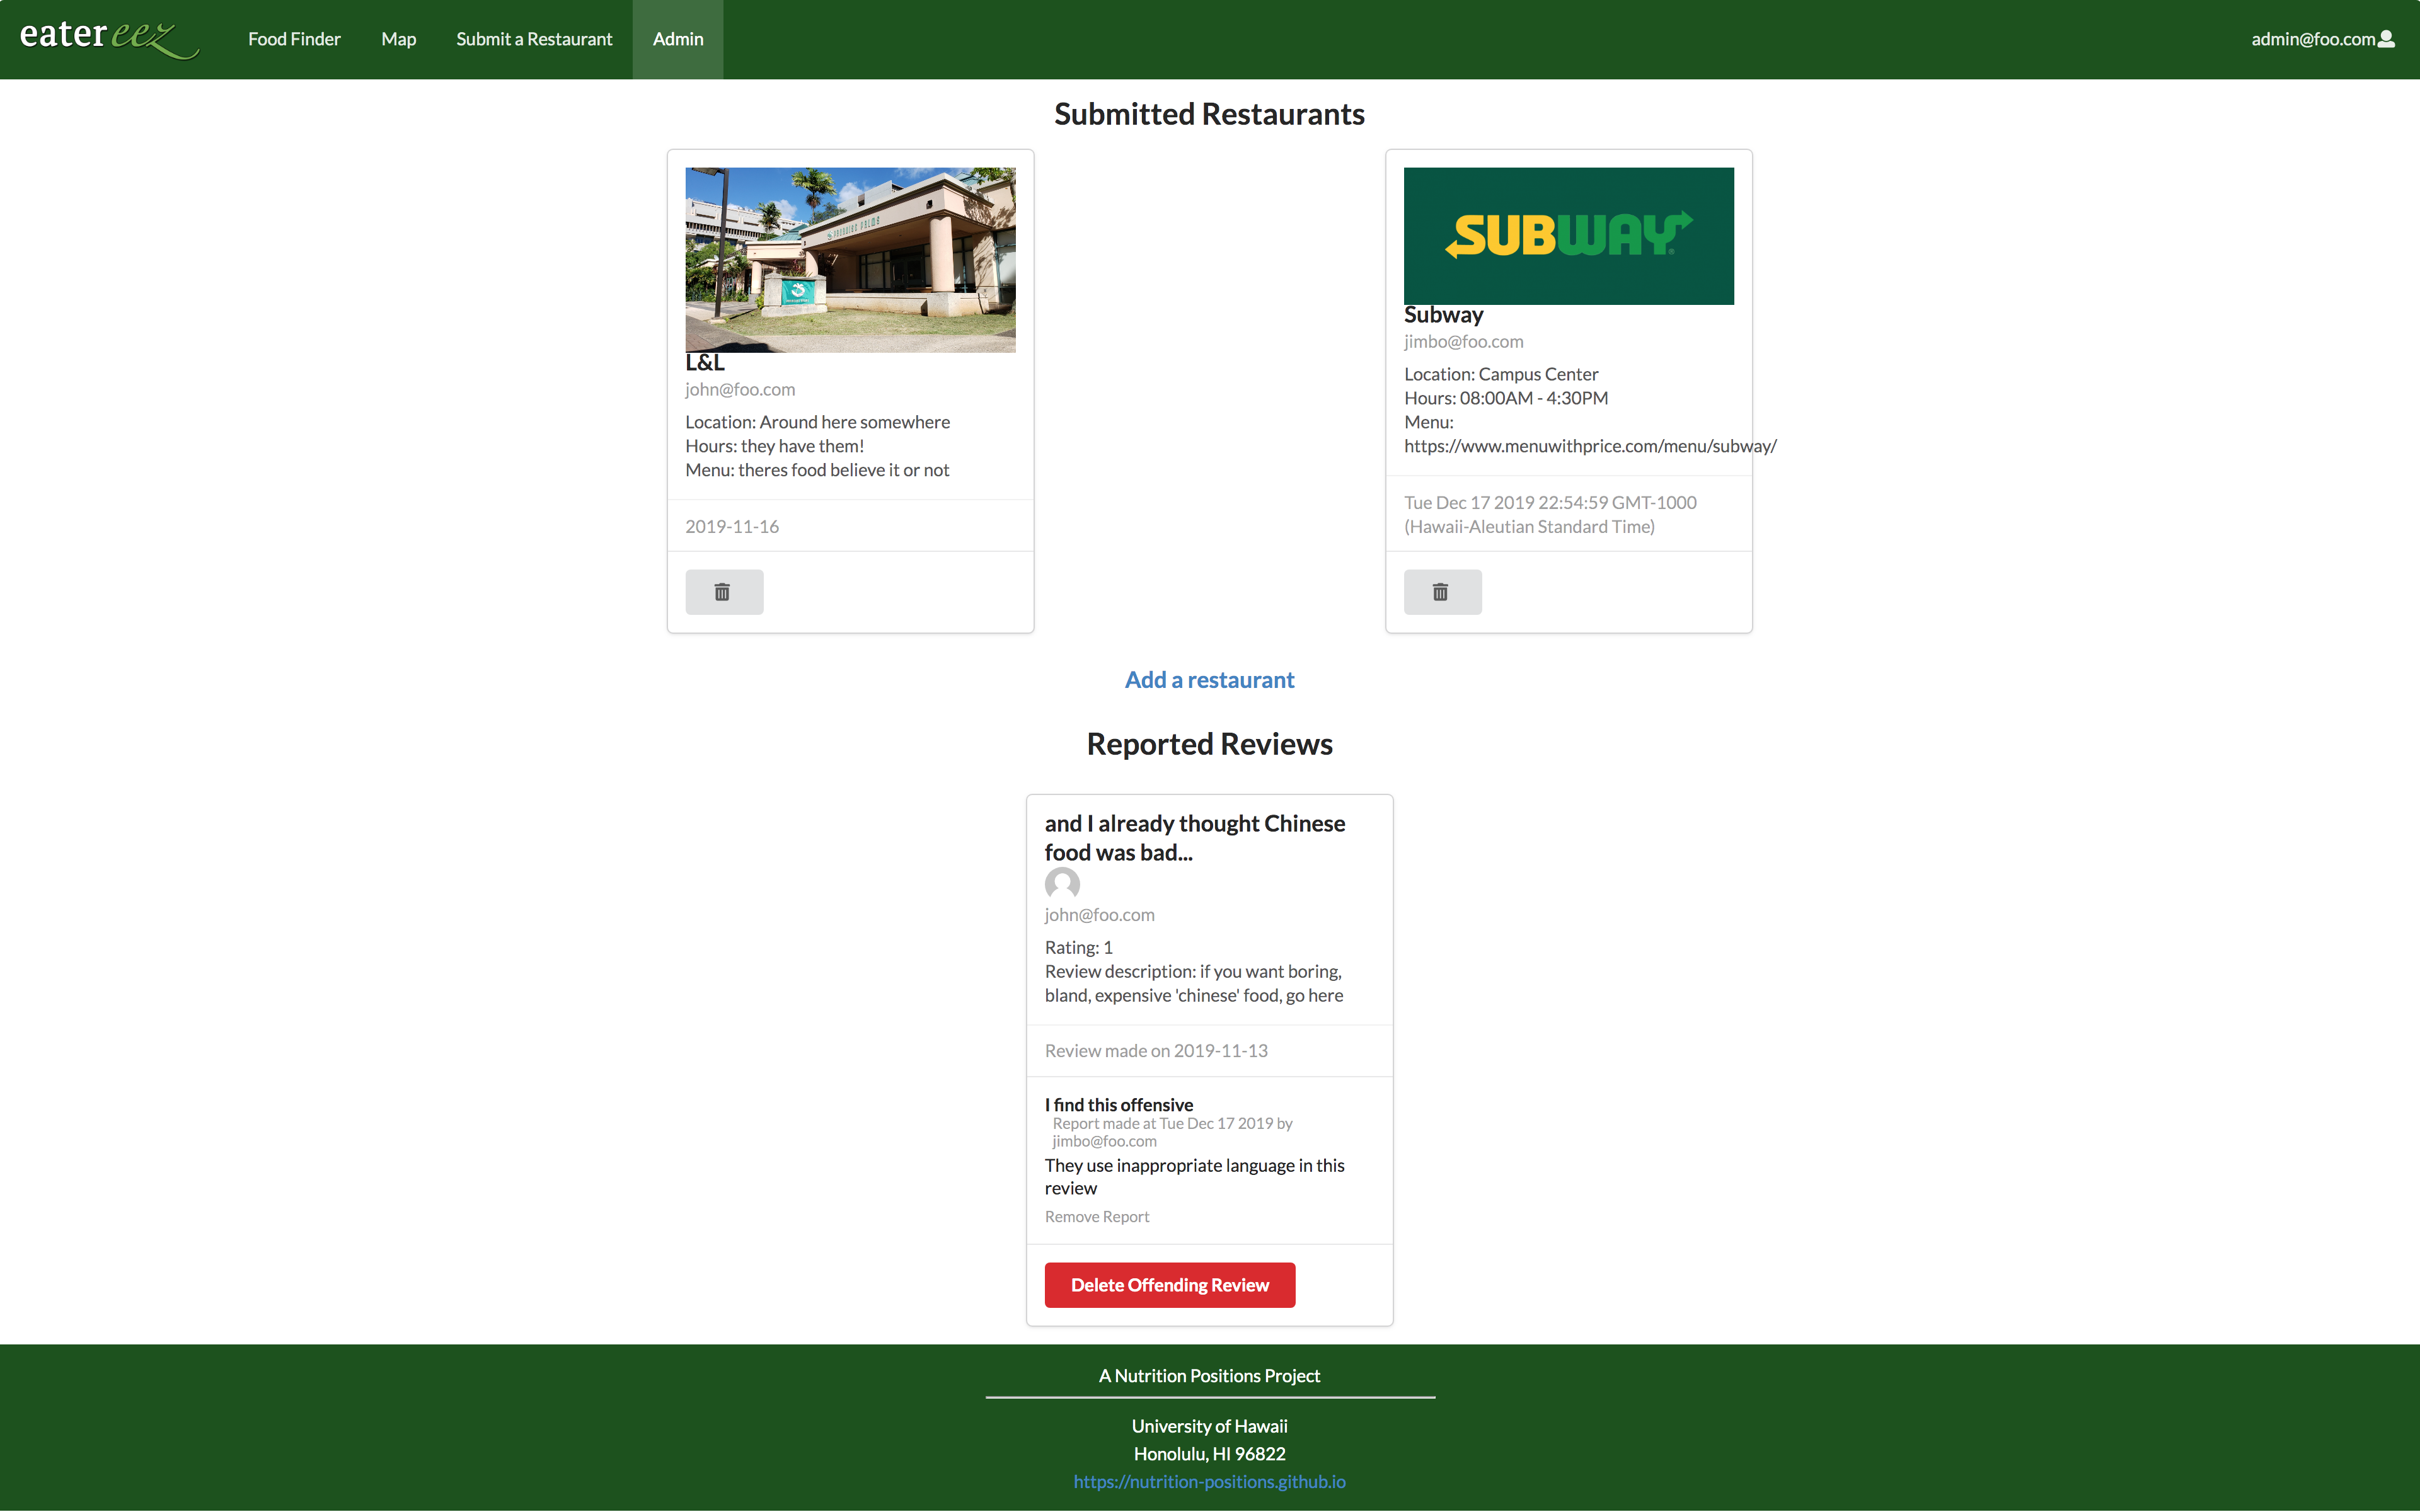 eatereez
Food Finder
Map
Submit a Restaurant
Admin
admin@foo.com
Submitted Restaurants
L&L
john@foo.com
Location: Around here somewhere
Hours: they have them!
Menu: theres food believe it or not
2019-11-16
SUBWAY
Subway
jimbo@foo.com
Location: Campus Center
Hours: 08:00AM - 4:30PM
Menu:
https://www.menuwithprice.com/menu/subway/
Tue Dec 17 2019 22:54:59 GMT-1000
(Hawaii-Aleutian Standard Time)
Add a restaurant
Reported Reviews
and I already thought Chinese
food was bad...
john@foo.com
Rating: 1
Review description: if you want boring,
bland, expensive 'chinese' food, go here
Review made on 2019-11-13
I find this offensive
Report made at Tue Dec 17 2019 by
jimbo@foo.com
They use inappropriate language in this
review
Remove Report
Delete Offending Review
A Nutrition Positions Project
University of Hawaii
Honolulu, HI 96822
https://nutrition-positions.github.io